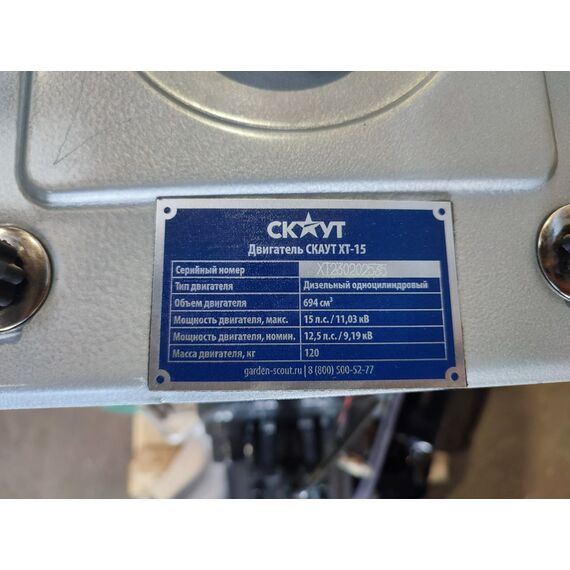 СКАУТ
Двигатель СКАУТ XT-15
Серийный номер
Тип двигателя Дизельный одноцилиндровый
Объем двигателя 694 см³
Мощность двигателя, макс. 15 л.с. / 11,03 кВ
Мощность двигателя, номин. 12,5 л.с. / 9,19 кВ
Масса двигателя, кг 120
garden-scout.ru | 8 (800) 500-52-77